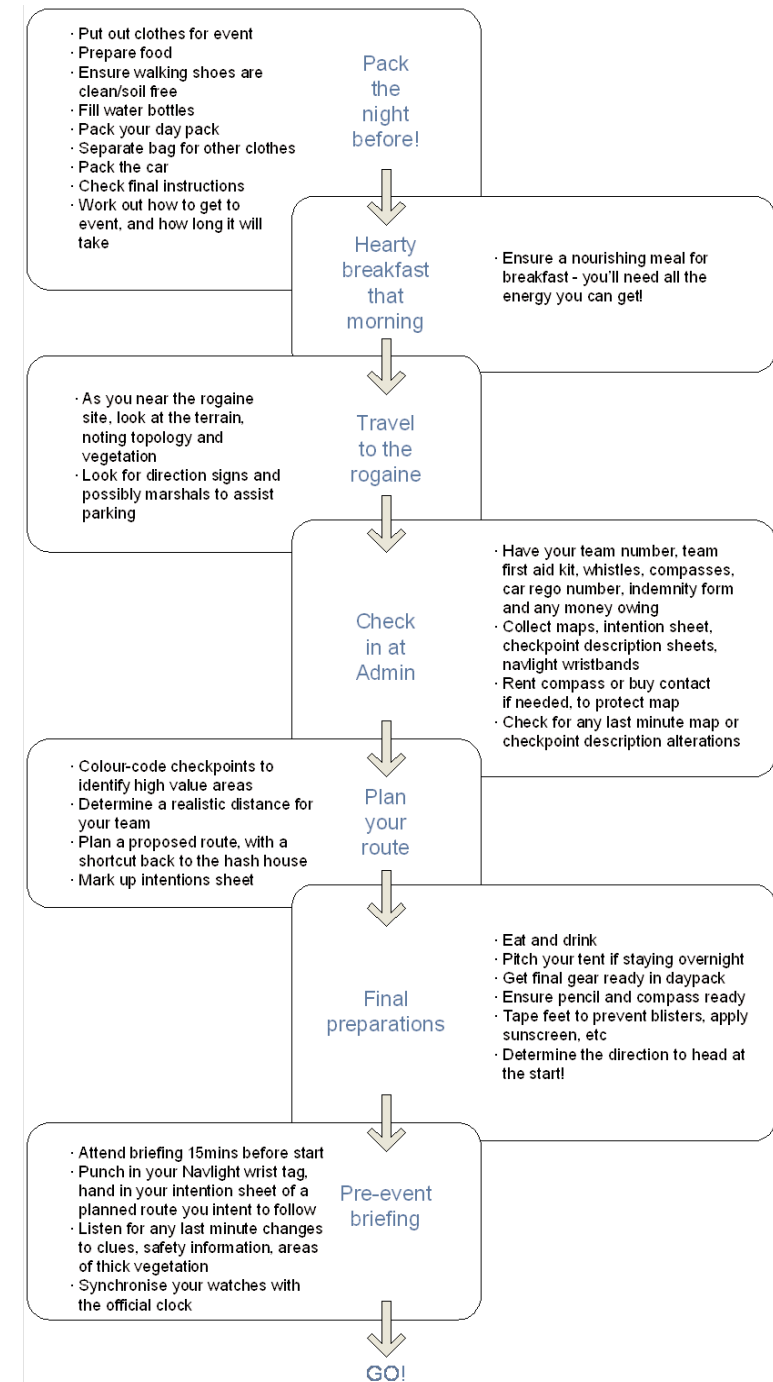 · Put out clothes for event
· Prepare food
· Ensure walking shoes are
clean/soil free
· Fill water bottles
· Pack your day pack
· Separate bag for other clothes
· Pack the car
· Check final instructions
· Work out how to get to
event, and how long it will
take
Pack
the
night
before!
Hearty
breakfast
that
morning
· Ensure a nourishing meal for
breakfast - you'll need all the
energy you can get!
· As you near the rogaine
site, look at the terrain,
noting topology and
vegetation
· Look for direction signs and
possibly marshals to assist
parking
Travel
to the
rogaine
Check
in at
Admin
· Have your team number, team
first aid kit, whistles, compasses,
car rego number, indemnity form
and any money owing
· Collect maps, intention sheet,
checkpoint description sheets,
navlight wristbands
· Rent compass or buy contact
if needed, to protect map
· Check for any last minute map or
checkpoint description alterations
· Colour-code checkpoints to
identify high value areas
· Determine a realistic distance for
your team
· Plan a proposed route, with a
shortcut back to the hash house
· Mark up intentions sheet
Plan
your
route
Final
preparations
· Eat and drink
· Pitch your tent if staying overnight
· Get final gear ready in daypack
· Ensure pencil and compass ready
· Tape feet to prevent blisters, apply
sunscreen, etc
· Determine the direction to head at
the start!
· Attend briefing 15mins before start
· Punch in your Navlight wrist tag,
hand in your intention sheet of a
planned route you intent to follow
· Listen for any last minute changes
to clues, safety information, areas
of thick vegetation
· Synchronise your watches with
the official clock
Pre-event
briefing
GO!